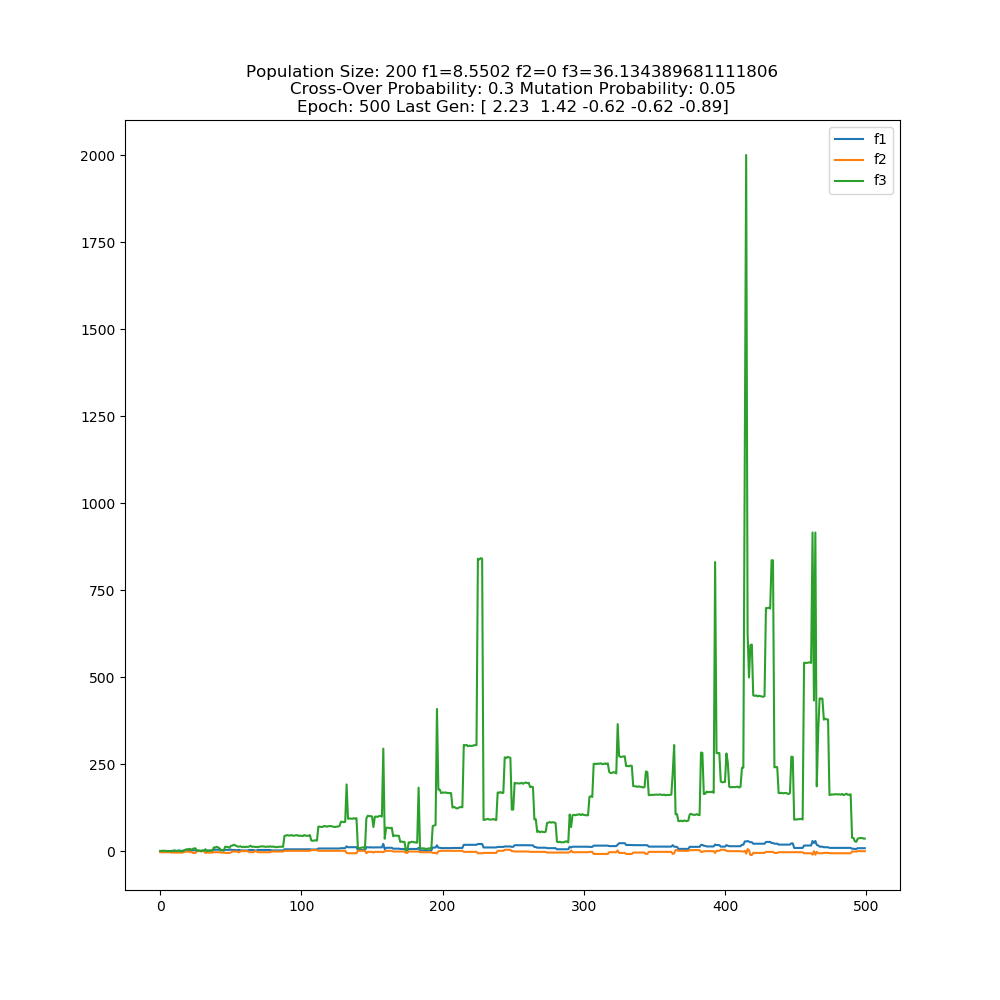 Population Size: 200 f1=8.5502 f2=0 f3=36.134389681111806
Cross-Over Probability: 0.3 Mutation Probability: 0.05
Epoch: 500 Last Gen: [ 2.23  1.42 -0.62 -0.62 -0.89]
f1
f2
f3
2000
1750
1500
1250
1000
750
500
250
0
0 100 200 300 400 500